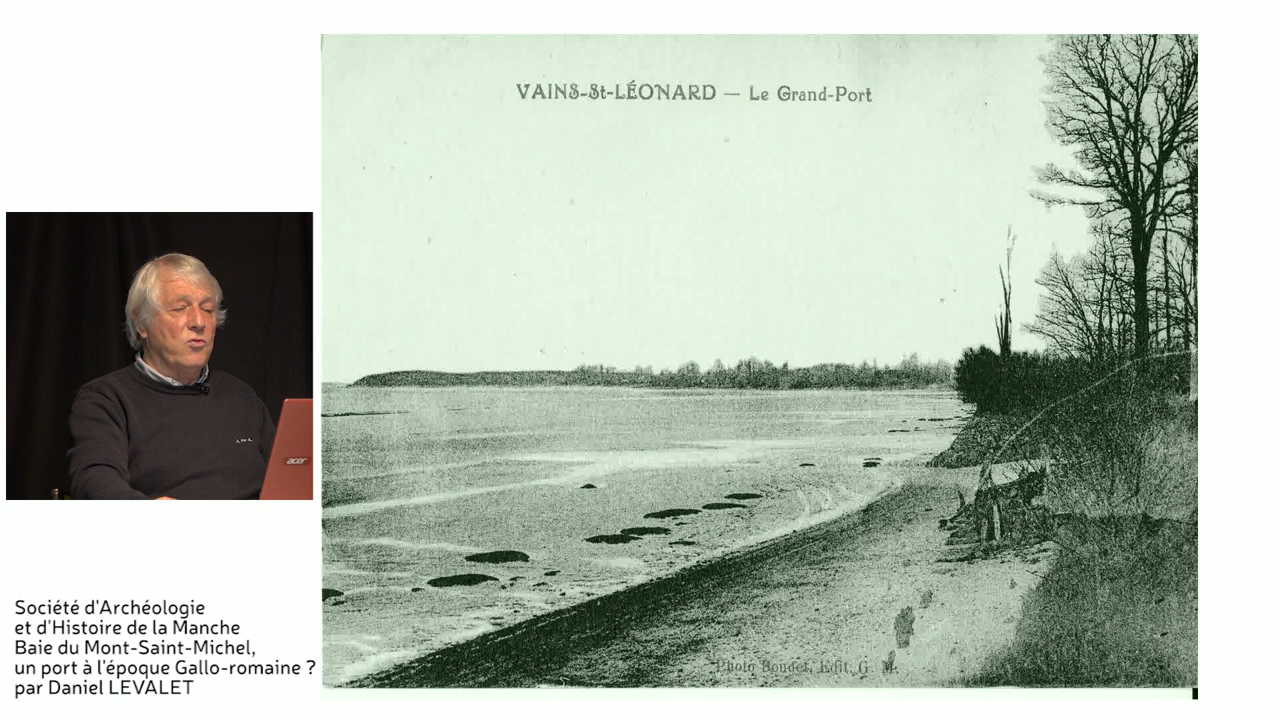 VAINS-St-LÉONARD — Le Grand-Port
acer
Photo Boudet, Edit. G. M.
Société d'Archéologie
et d'Histoire de la Manche
Baie du Mont-Saint-Michel,
un port à l'époque Gallo-romaine ?
par Daniel LEVALET